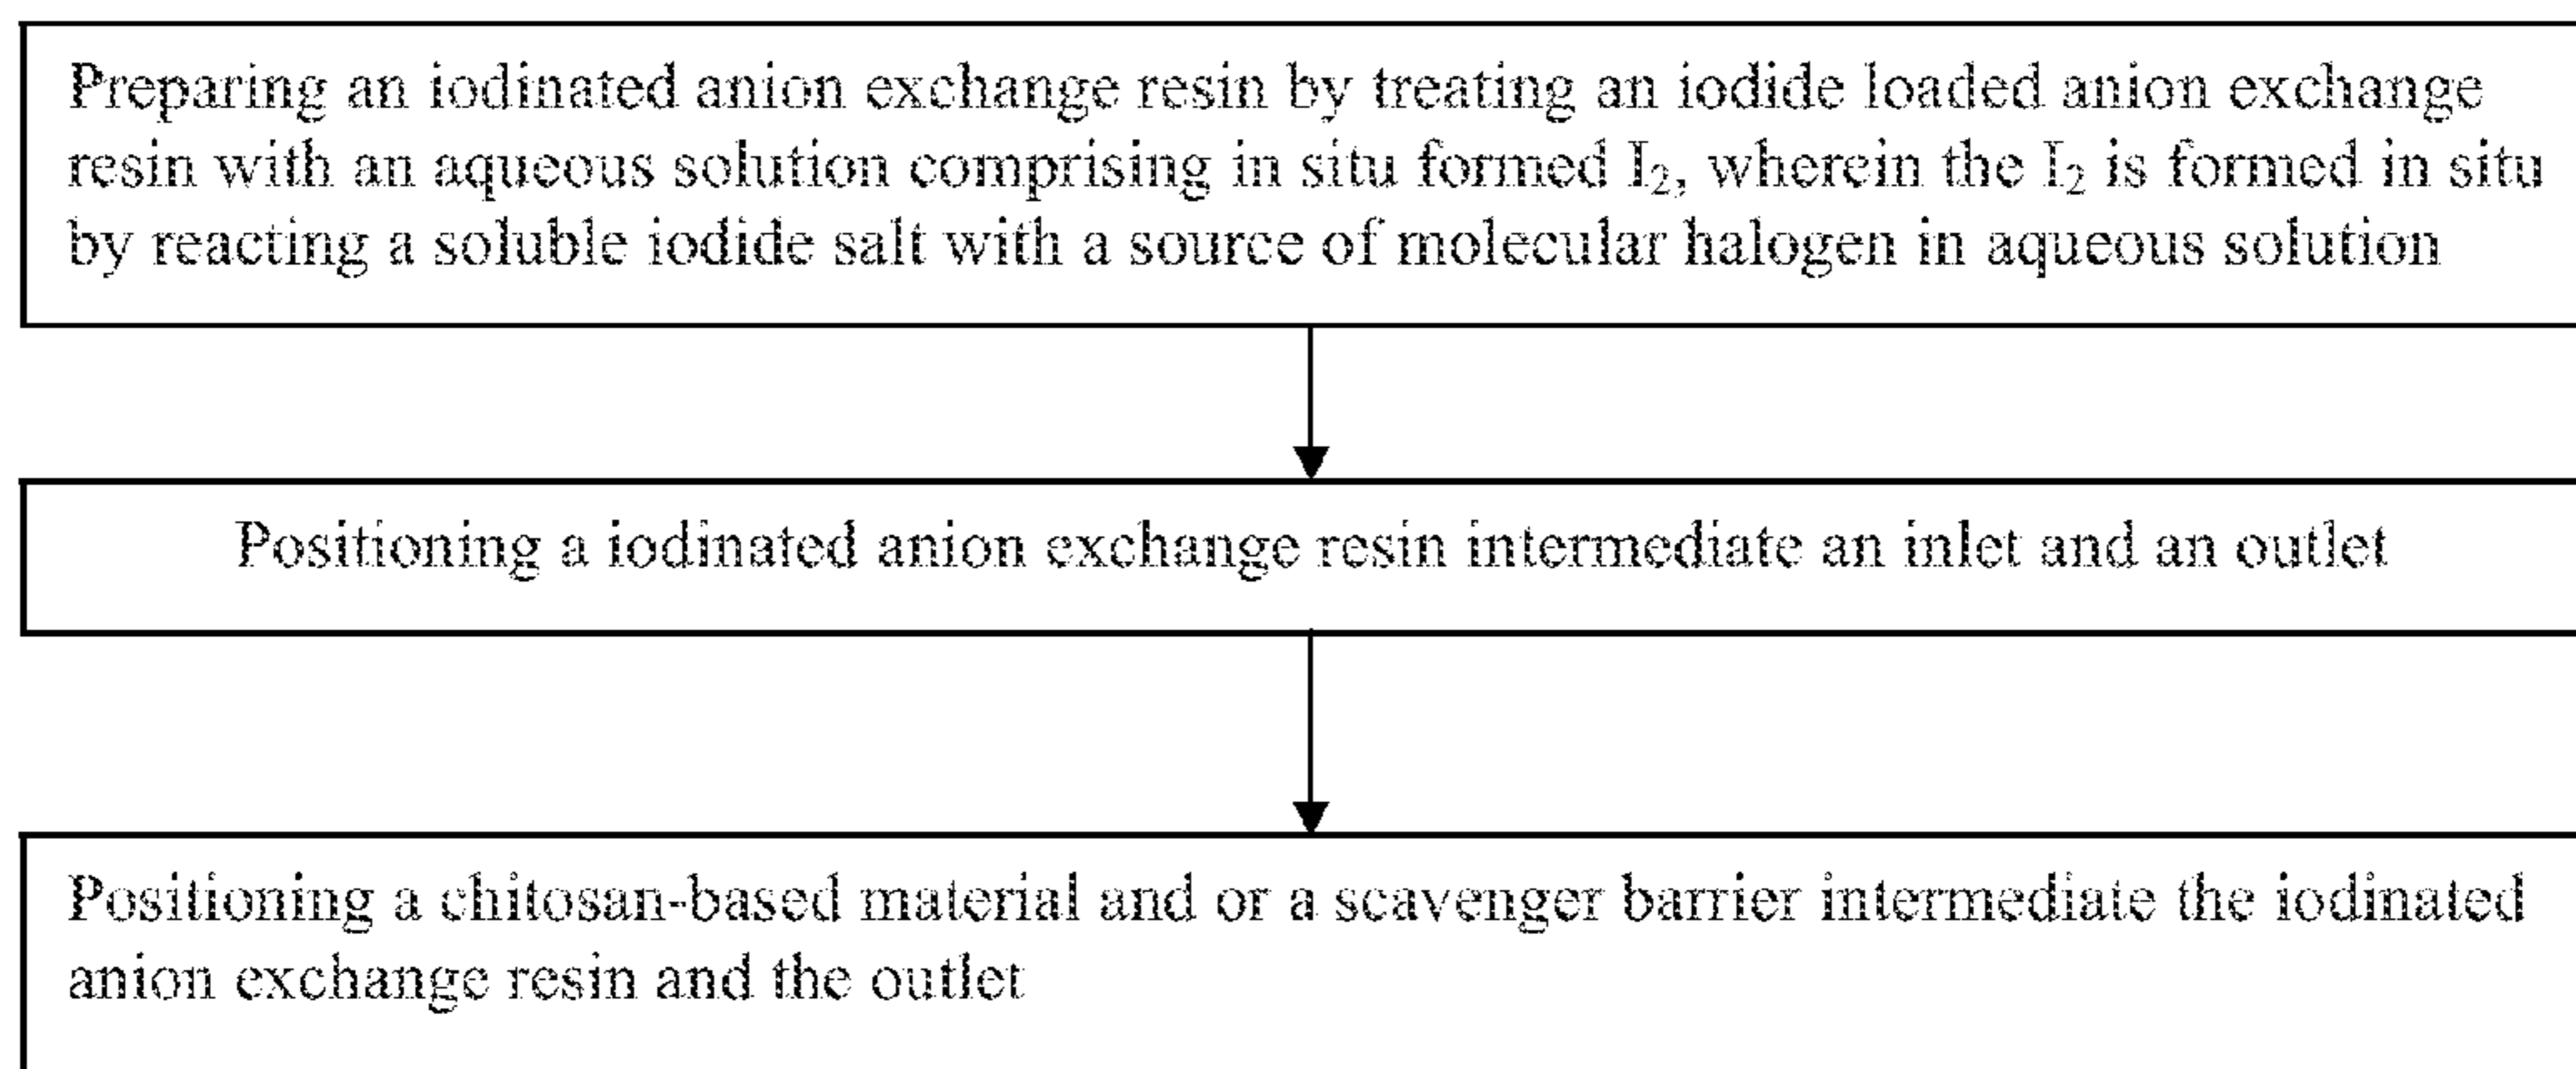 Preparing an iodinated anion exchange resin by treating an iodide loaded anion exchange
resin with an aqueous solution comprising in situ formed I₂, wherein the I₂ is formed in situ
by reacting a soluble iodide salt with a source of molecular halogen in aqueous solution
Positioning a iodinated anion exchange resin intermediate an inlet and an outlet
Positioning a chitosan-based material and or a scavenger barrier intermediate the iodinated
anion exchange resin and the outlet